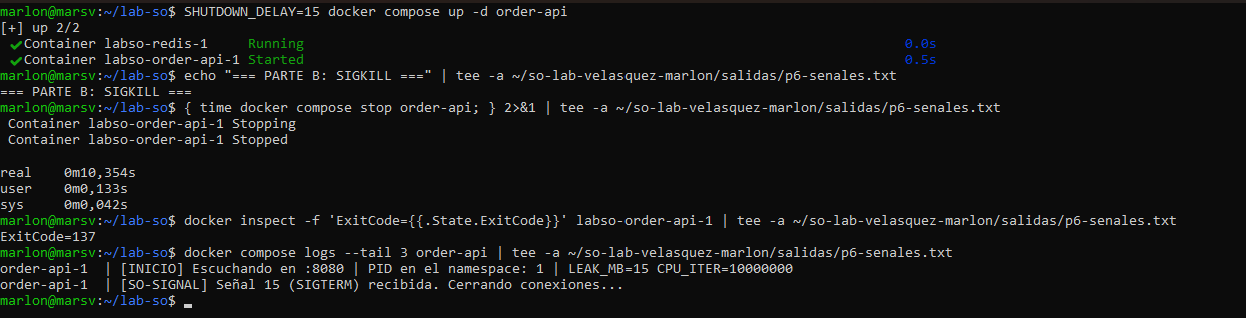 marlon@marsv:~/lab-so$ SHUTDOWN_DELAY=15 docker compose up -d order-api
[+] up 2/2
✔Container labso-redis-1 Running 0.0s
✔Container labso-order-api-1 Started 0.5s
marlon@marsv:~/lab-so$ echo "=== PARTE B: SIGKILL ===" | tee -a ~/so-lab-velasquez-marlon/salidas/p6-senales.txt
=== PARTE B: SIGKILL ===
marlon@marsv:~/lab-so$ { time docker compose stop order-api; } 2>&1 | tee -a ~/so-lab-velasquez-marlon/salidas/p6-senales.txt
Container labso-order-api-1 Stopping
Container labso-order-api-1 Stopped
real 0m10,354s
user 0m0,133s
sys 0m0,042s
marlon@marsv:~/lab-so$ docker inspect -f 'ExitCode={{.State.ExitCode}}' labso-order-api-1 | tee -a ~/so-lab-velasquez-marlon/salidas/p6-senales.txt
ExitCode=137
marlon@marsv:~/lab-so$ docker compose logs --tail 3 order-api | tee -a ~/so-lab-velasquez-marlon/salidas/p6-senales.txt
order-api-1 | [INICIO] Escuchando en :8080 | PID en el namespace: 1 | LEAK_MB=15 CPU_ITER=10000000
order-api-1 | [SO-SIGNAL] Señal 15 (SIGTERM) recibida. Cerrando conexiones...
marlon@marsv:~/lab-so$